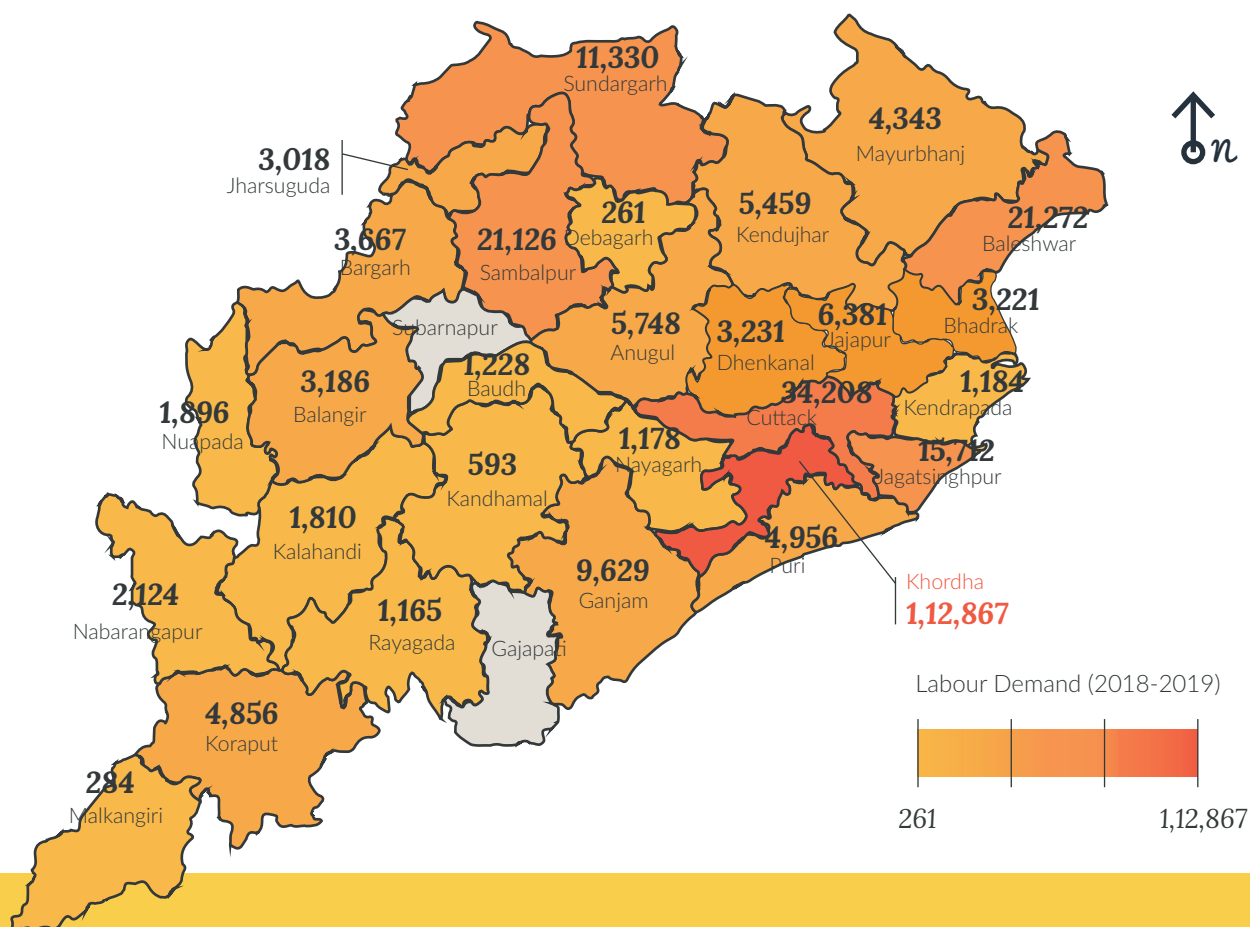 11,330
Sundargarh
4,343
Mayurbhanj
n
3,018
Jharsuguda
21,272
Baleshwar
5,459
Kendujhar
261
Debagarh
21,126
Sambalpur
3,667
Bargarh
3,221
Bhadrak
6,381
Jajapur
3,231
Dhenkanal
5,748
Anugul
Subarnapur
1,228
Baudh
3,186
Balangir
1,896
Nuapada
34,208
Cuttack
1,184
Kendrapada
15,712
Jagatsinghpur
1,178
Nayagarh
593
Kandhamal
1,810
Kalahandi
4,956
Puri
9,629
Ganjam
Khordha
1,12,867
2,124
Nabarangapur
1,165
Rayagada
Gajapati
4,856
Koraput
284
Malkangiri
Labour Demand (2018-2019)
261
1,12,867